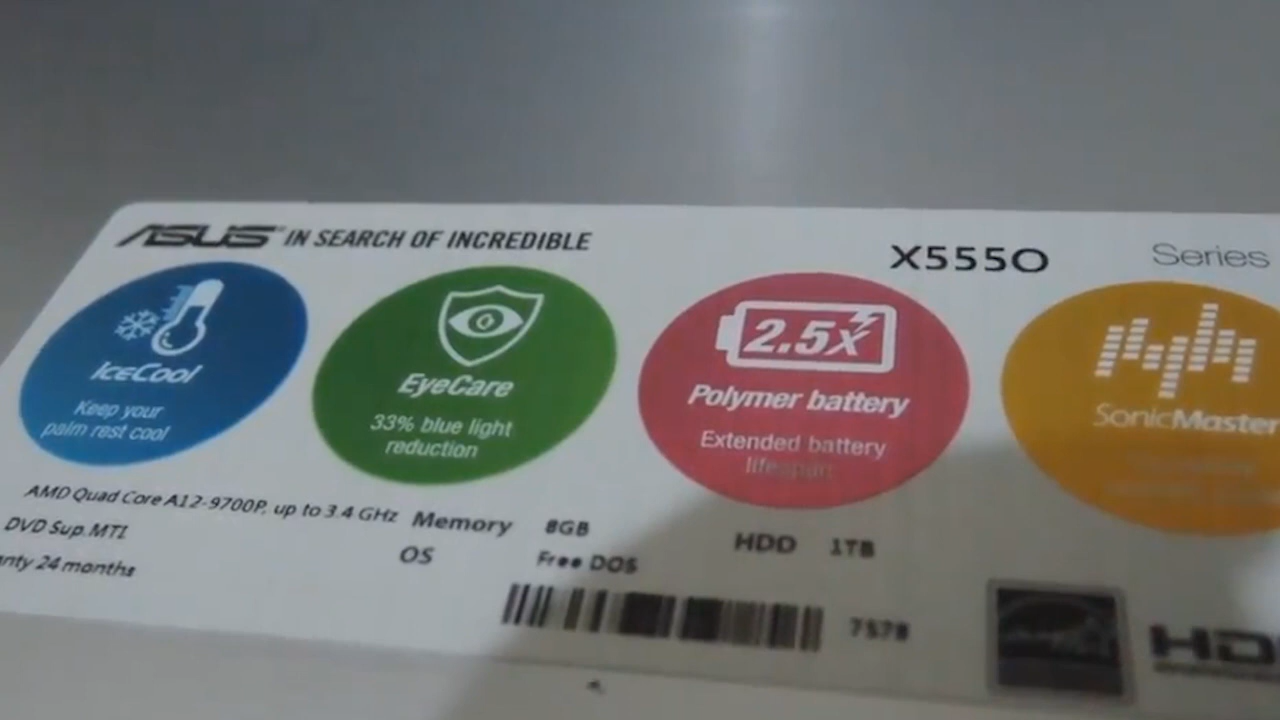 ASUS IN SEARCH OF INCREDIBLE
X555O Series
IceCool
Keep your
palm rest cool
EyeCare
33% blue light
reduction
2.5X
Polymer battery
Extended battery
lifespan
SonicMaster
AMD Quad Core A12-9700P, up to 3.4 GHz
Memory 8GB
HDD 1TB
DVD Sup.MTI
OS Free DOS
nty 24 months
7578
HD